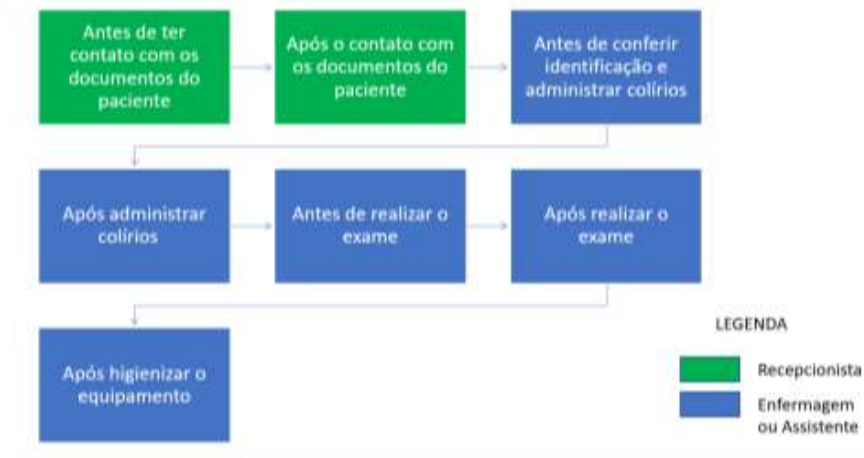 Antes de ter
contato com os
documentos do
paciente
Após o contato com
os documentos do
paciente
Antes de conferir
identificação e
administrar colírios
Após administrar
colírios
Antes de realizar o
exame
Após realizar o
exame
Após higienizar o
equipamento
LEGENDA
Recepcionista
Enfermagem
ou Assistente